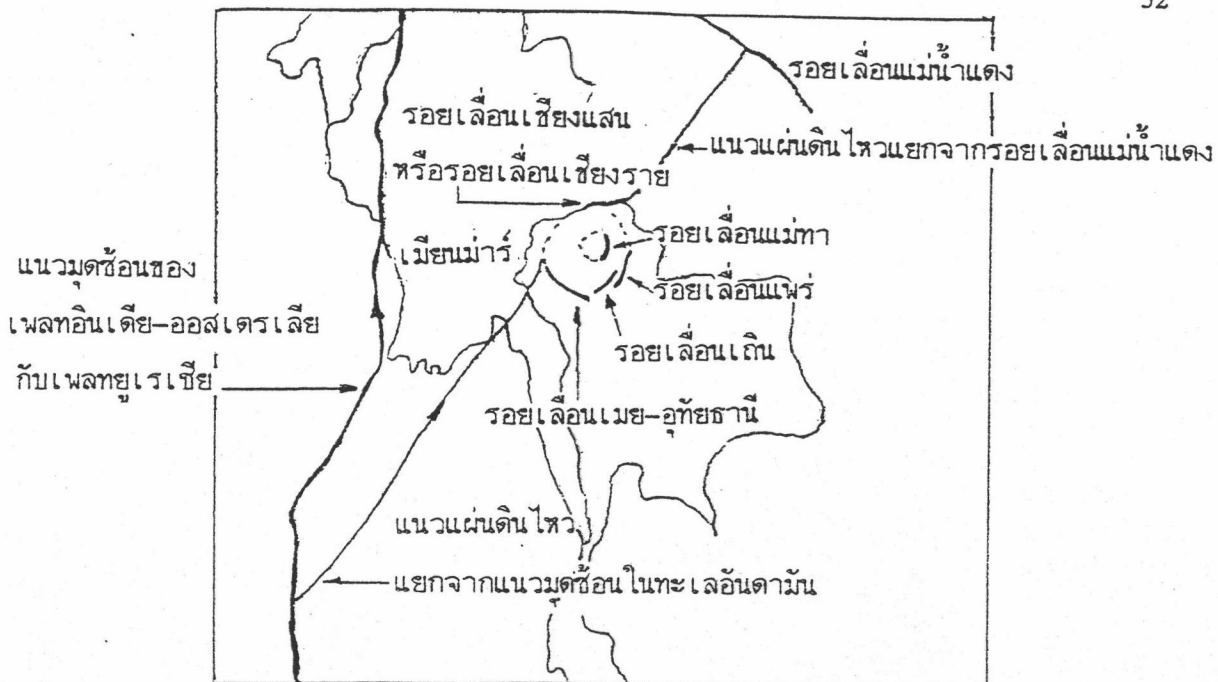 รอยเลื่อนแม่น้ำแดง
รอยเลื่อนเชียงแสน
แนวแผ่นดินไหวแยกจากรอยเลื่อนแม่น้ำแดง
หรือรอยเลื่อนเชียงราย
รอยเลื่อนแม่ทา
เมียนม่าร์
แนวมุดซ้อนของ
รอยเลื่อนแพร่
เพลทอินเดีย-ออสเตรเลีย
รอยเลื่อนเถิน
กับเพลทยูเรเซีย
รอยเลื่อนเมย-อุทัยธานี
แนวแผ่นดินไหว
แยกจากแนวมุดซ้อนในทะเลอันดามัน